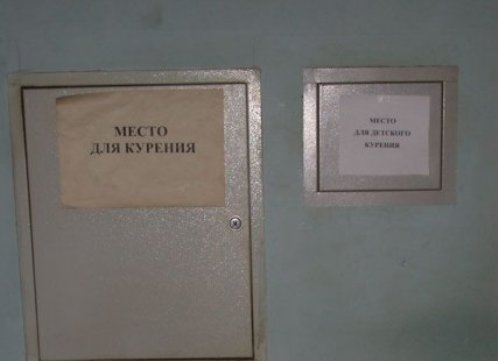 МЕСТО
ДЛЯ КУРЕНИЯ
МЕСТО
ДЛЯ ДЕТСКОГО
КУРЕНИЯ